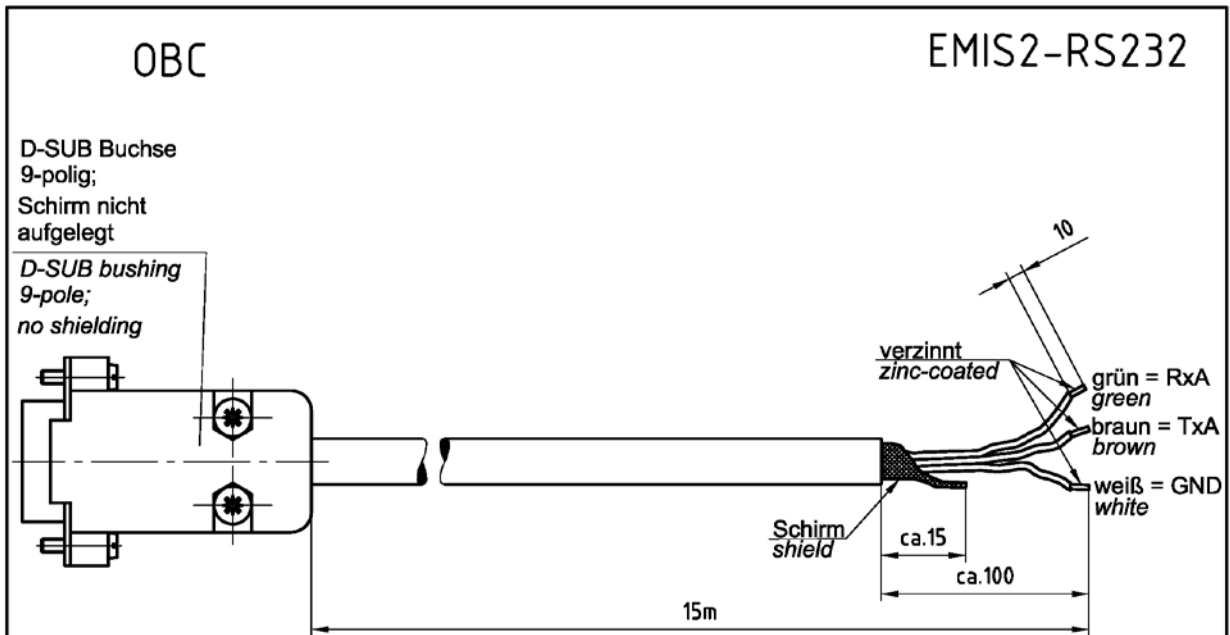 OBC
EMIS2-RS232
D-SUB Buchse
9-polig;
Schirm nicht
aufgelegt
D-SUB bushing
9-pole;
no shielding
10
verzinnt
zinc-coated
grün = RxA
green
braun = TxA
brown
weiß = GND
white
Schirm
shield
ca.15
ca.100
15m